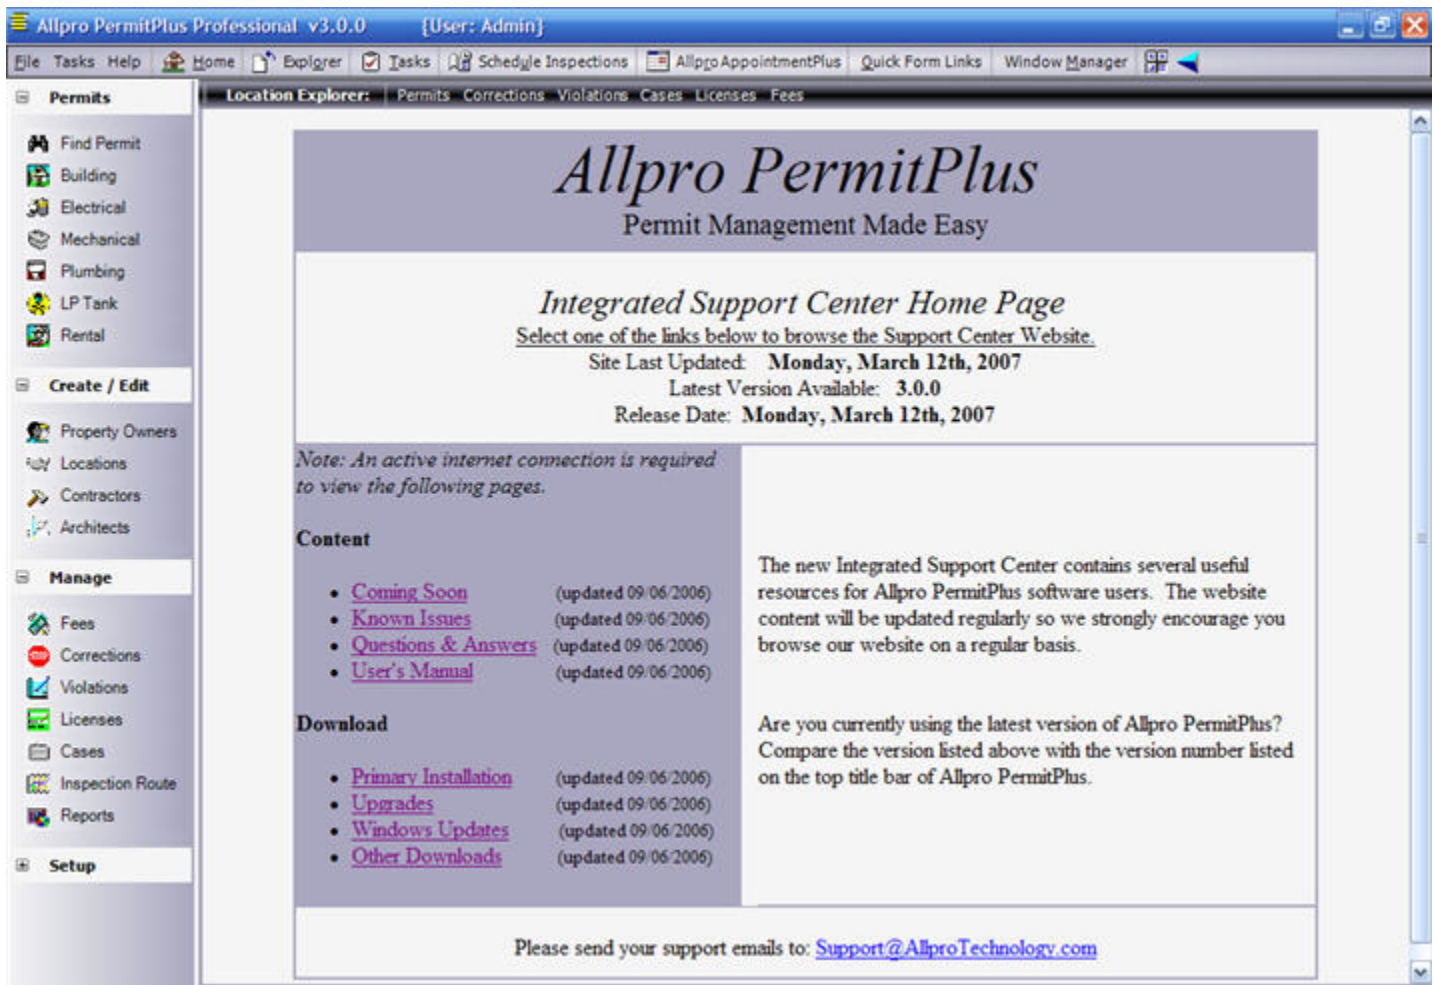 Allpro PermitPlus Professional v3.0.0 {User: Admin}
File Tasks Help Home Explorer Tasks Schedule Inspections Allpro AppointmentPlus Quick Form Links Window Manager
Permits
Location Explorer: Permits Corrections Violations Cases Licenses Fees
Find Permit
Building
Electrical
Mechanical
Plumbing
LP Tank
Rental
Create / Edit
Property Owners
Locations
Contractors
Architects
Manage
Fees
Corrections
Violations
Licenses
Cases
Inspection Route
Reports
Setup
Allpro PermitPlus
Permit Management Made Easy
Integrated Support Center Home Page
Select one of the links below to browse the Support Center Website.
Site Last Updated: Monday, March 12th, 2007
Latest Version Available: 3.0.0
Release Date: Monday, March 12th, 2007
Note: An active internet connection is required
to view the following pages.
Content
• Coming Soon (updated 09/06/2006)
• Known Issues (updated 09/06/2006)
• Questions & Answers (updated 09/06/2006)
• User's Manual (updated 09/06/2006)
Download
• Primary Installation (updated 09/06/2006)
• Upgrades (updated 09/06/2006)
• Windows Updates (updated 09/06/2006)
• Other Downloads (updated 09/06/2006)
The new Integrated Support Center contains several useful
resources for Allpro PermitPlus software users. The website
content will be updated regularly so we strongly encourage you
browse our website on a regular basis.
Are you currently using the latest version of Allpro PermitPlus?
Compare the version listed above with the version number listed
on the top title bar of Allpro PermitPlus.
Please send your support emails to: Support@AllproTechnology.com